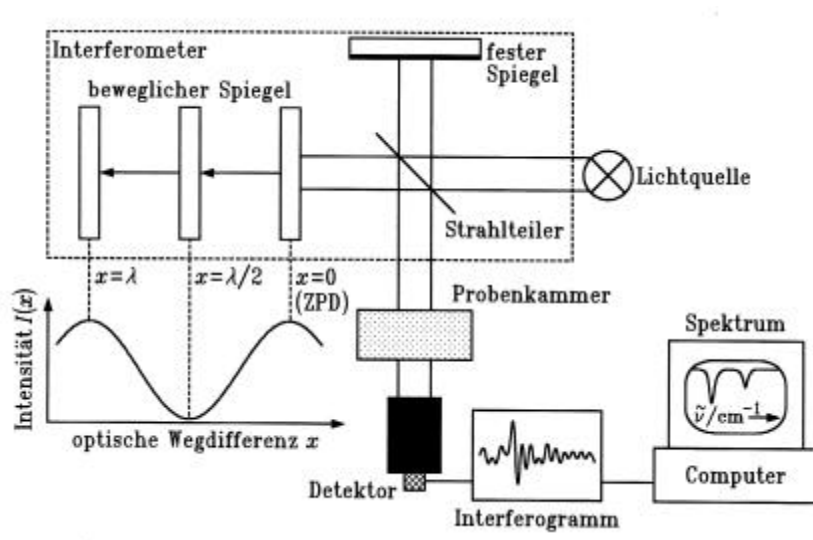 Interferometer
fester
Spiegel
beweglicher Spiegel
Lichtquelle
Strahlteiler
x=λ
x=λ/2
x=0
(ZPD)
Probenkammer
Intensität I(x)
optische Wegdifferenz x
Spektrum
ν̃/cm⁻¹
Computer
Detektor
Interferogramm